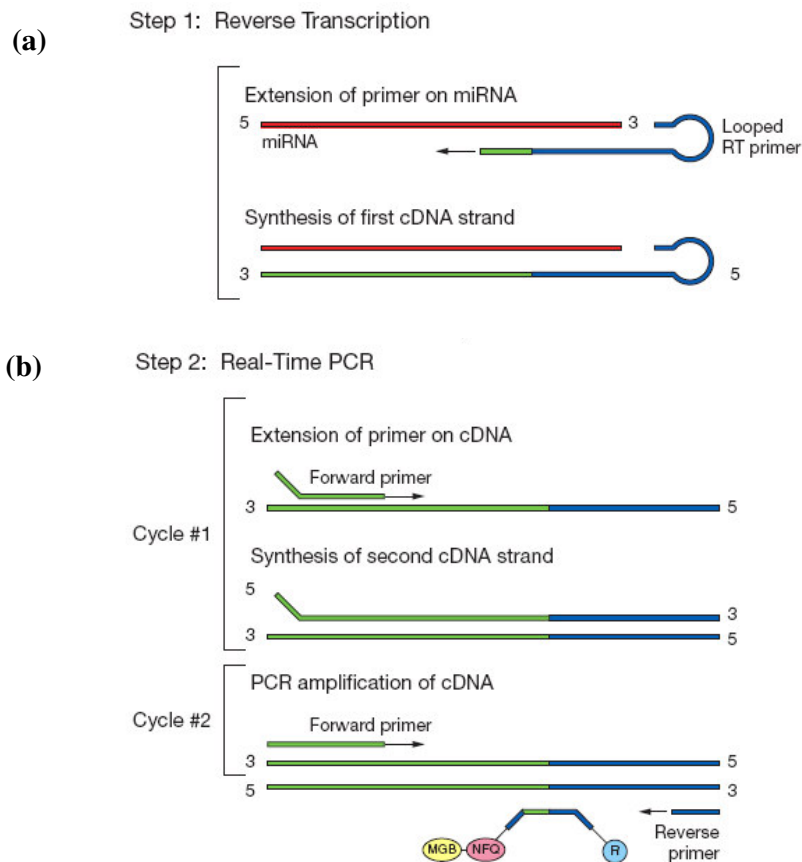 Step 1: Reverse Transcription
(a)
Extension of primer on miRNA
5 3
miRNA
Looped
RT primer
Synthesis of first cDNA strand
3 5
(b)
Step 2: Real-Time PCR
Extension of primer on cDNA
Forward primer
3 5
Cycle #1
Synthesis of second cDNA strand
5
3
3 5
PCR amplification of cDNA
Cycle #2
Forward primer
3 5
5 3
Reverse
primer
MGB NFQ R